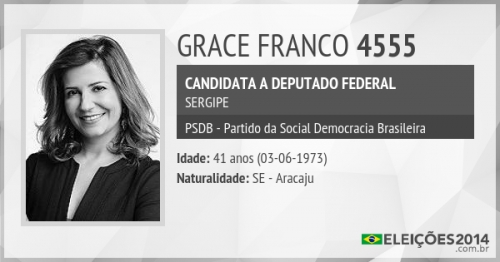 GRACE FRANCO 4555
CANDIDATA A DEPUTADO FEDERAL
SERGIPE
PSDB - Partido da Social Democracia Brasileira
Idade: 41 anos (03-06-1973)
Naturalidade: SE - Aracaju
ELEIÇÕES2014
.com.br